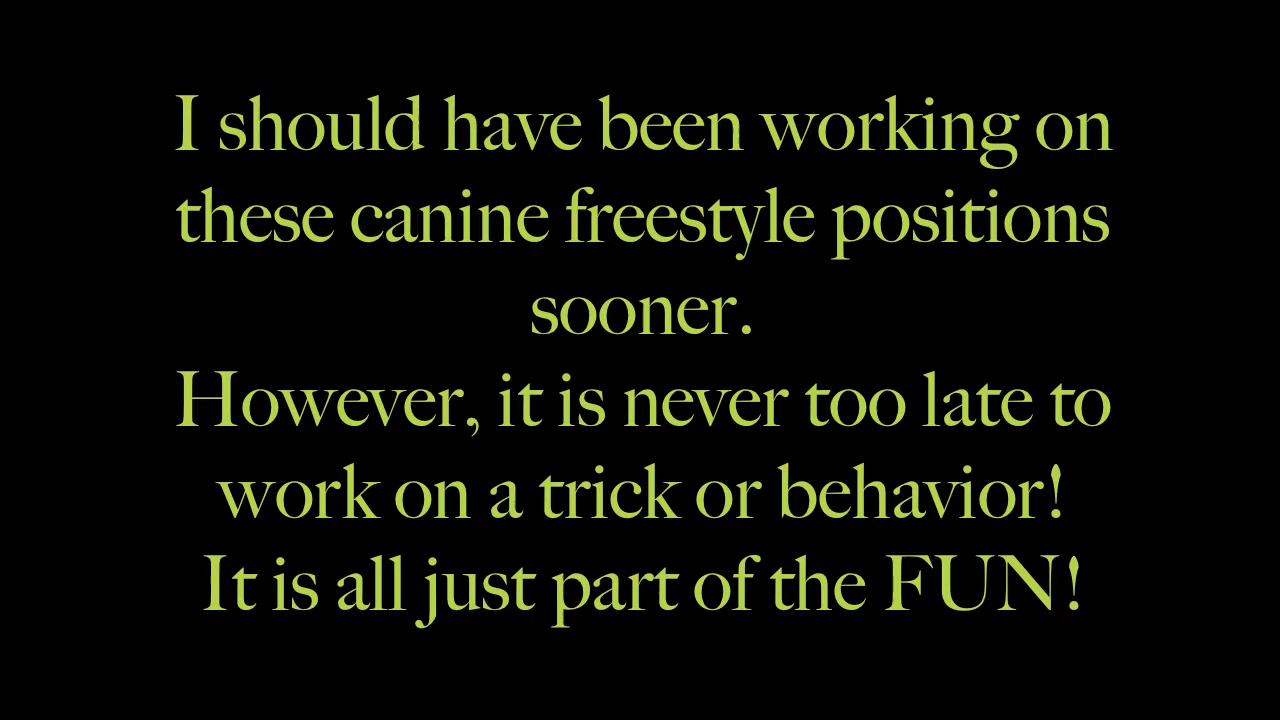 I should have been working on
these canine freestyle positions
sooner.
However, it is never too late to
work on a trick or behavior!
It is all just part of the FUN!